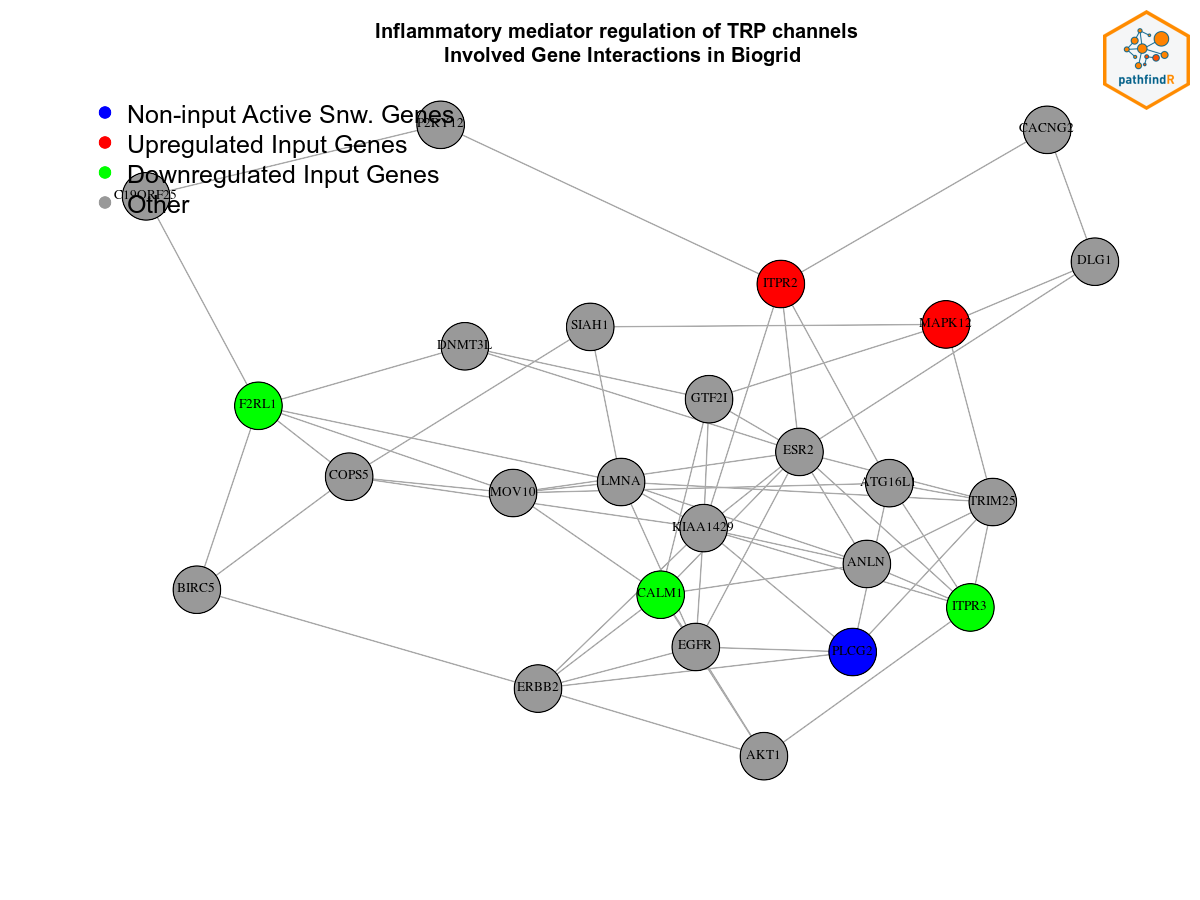 Inflammatory mediator regulation of TRP channels
Involved Gene Interactions in Biogrid
pathfindR
Non-input Active Snw. Genes
Upregulated Input Genes
Downregulated Input Genes
Other
P2RY12
CACNG2
C19ORF25
DLG1
ITPR2
MAPK12
SIAH1
DNMT3L
GTF2I
F2RL1
ESR2
COPS5
LMNA
ATG16L1
MOV10
TRIM25
KIAA1429
ANLN
BIRC5
CALM1
ITPR3
EGFR
PLCG2
ERBB2
AKT1